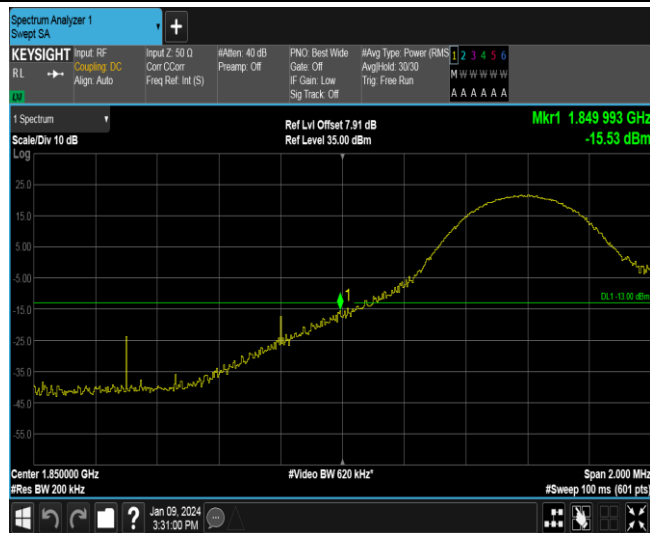 Spectrum Analyzer 1
Swept SA
+
KEYSIGHT
RL
Input: RF
Coupling: DC
Align: Auto
Input Z: 50 Ω
Corr CCorr
Freq Ref: Int (S)
#Atten: 40 dB
Preamp: Off
PNO: Best Wide
Gate: Off
IF Gain: Low
Sig Track: Off
#Avg Type: Power (RMS
Avg|Hold: 30/30
Trig: Free Run
1 2 3 4 5 6
M W W W W W
A A A A A A
1 Spectrum
Scale/Div 10 dB
Log
Ref Lvl Offset 7.91 dB
Ref Level 35.00 dBm
Mkr1 1.849 993 GHz
-15.53 dBm
25.0
15.0
5.00
-5.00
-15.0
-25.0
-35.0
-45.0
-55.0
1
DL1 -13.00 dBm
Center 1.850000 GHz
#Res BW 200 kHz
#Video BW 620 kHz*
Span 2.000 MHz
#Sweep 100 ms (601 pts)
?
Jan 09, 2024
3:31:00 PM